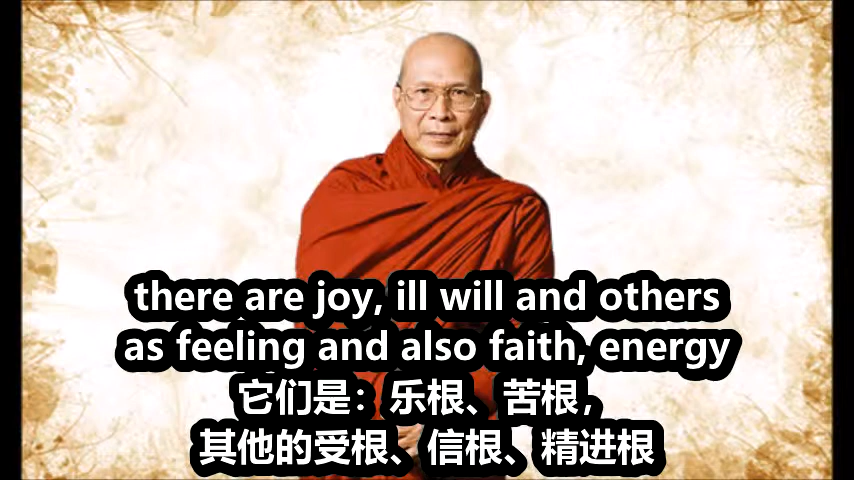 there are joy, ill will and others
as feeling and also faith, energy
它们是：乐根、苦根，
其他的受根、信根、精进根